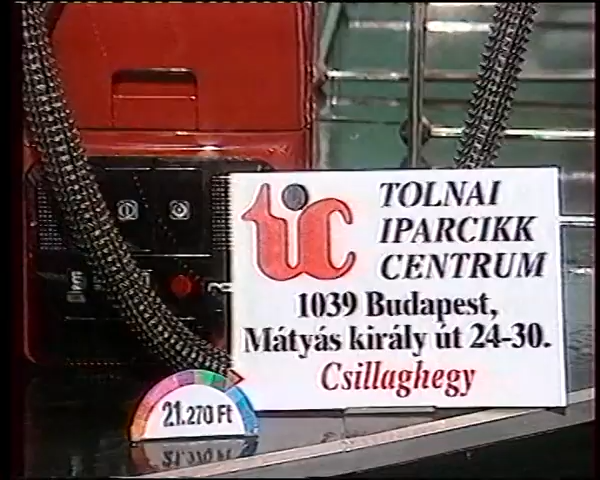 tic
TOLNAI
IPARCIKK
CENTRUM
1039 Budapest,
Mátyás király út 24-30.
Csillaghegy
21.270 Ft